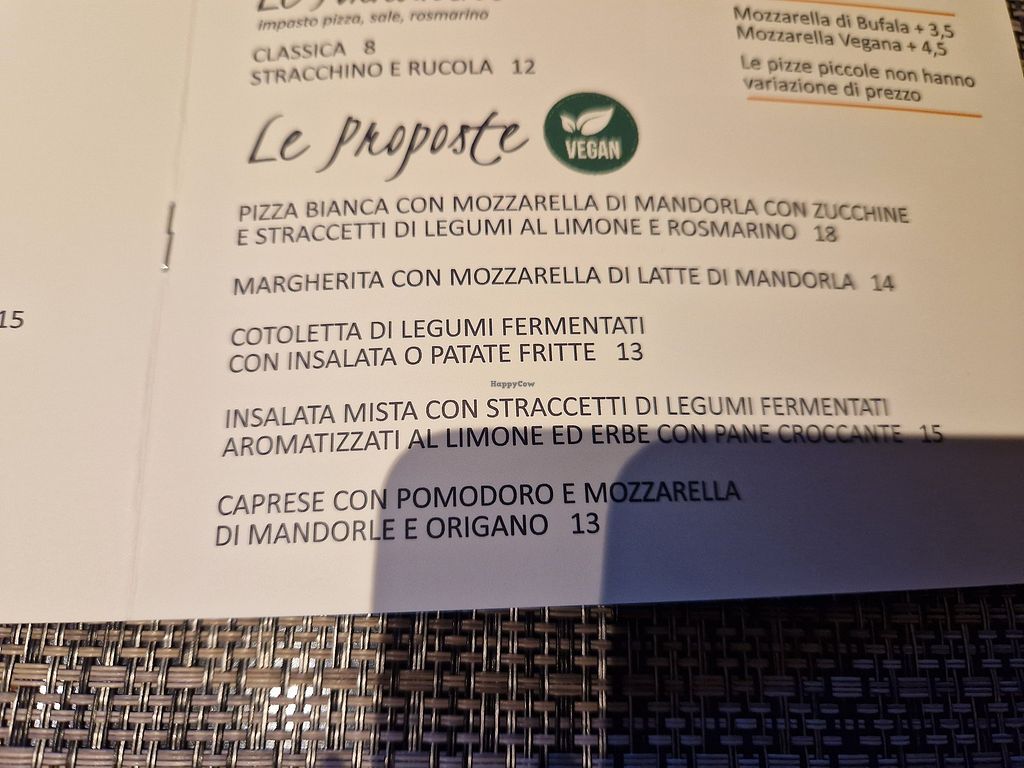 impasto pizza, sale, rosmarino
CLASSICA 8
STRACCHINO E RUCOLA 12
Mozzarella di Bufala + 3,5
Mozzarella Vegana + 4,5
Le pizze piccole non hanno
variazione di prezzo
Le Proposte
VEGAN
PIZZA BIANCA CON MOZZARELLA DI MANDORLA CON ZUCCHINE
E STRACCETTI DI LEGUMI AL LIMONE E ROSMARINO 18
MARGHERITA CON MOZZARELLA DI LATTE DI MANDORLA 14
15
COTOLETTA DI LEGUMI FERMENTATI
CON INSALATA O PATATE FRITTE 13
HappyCow
INSALATA MISTA CON STRACCETTI DI LEGUMI FERMENTATI
AROMATIZZATI AL LIMONE ED ERBE CON PANE CROCCANTE 15
CAPRESE CON POMODORO E MOZZARELLA
DI MANDORLE E ORIGANO 13